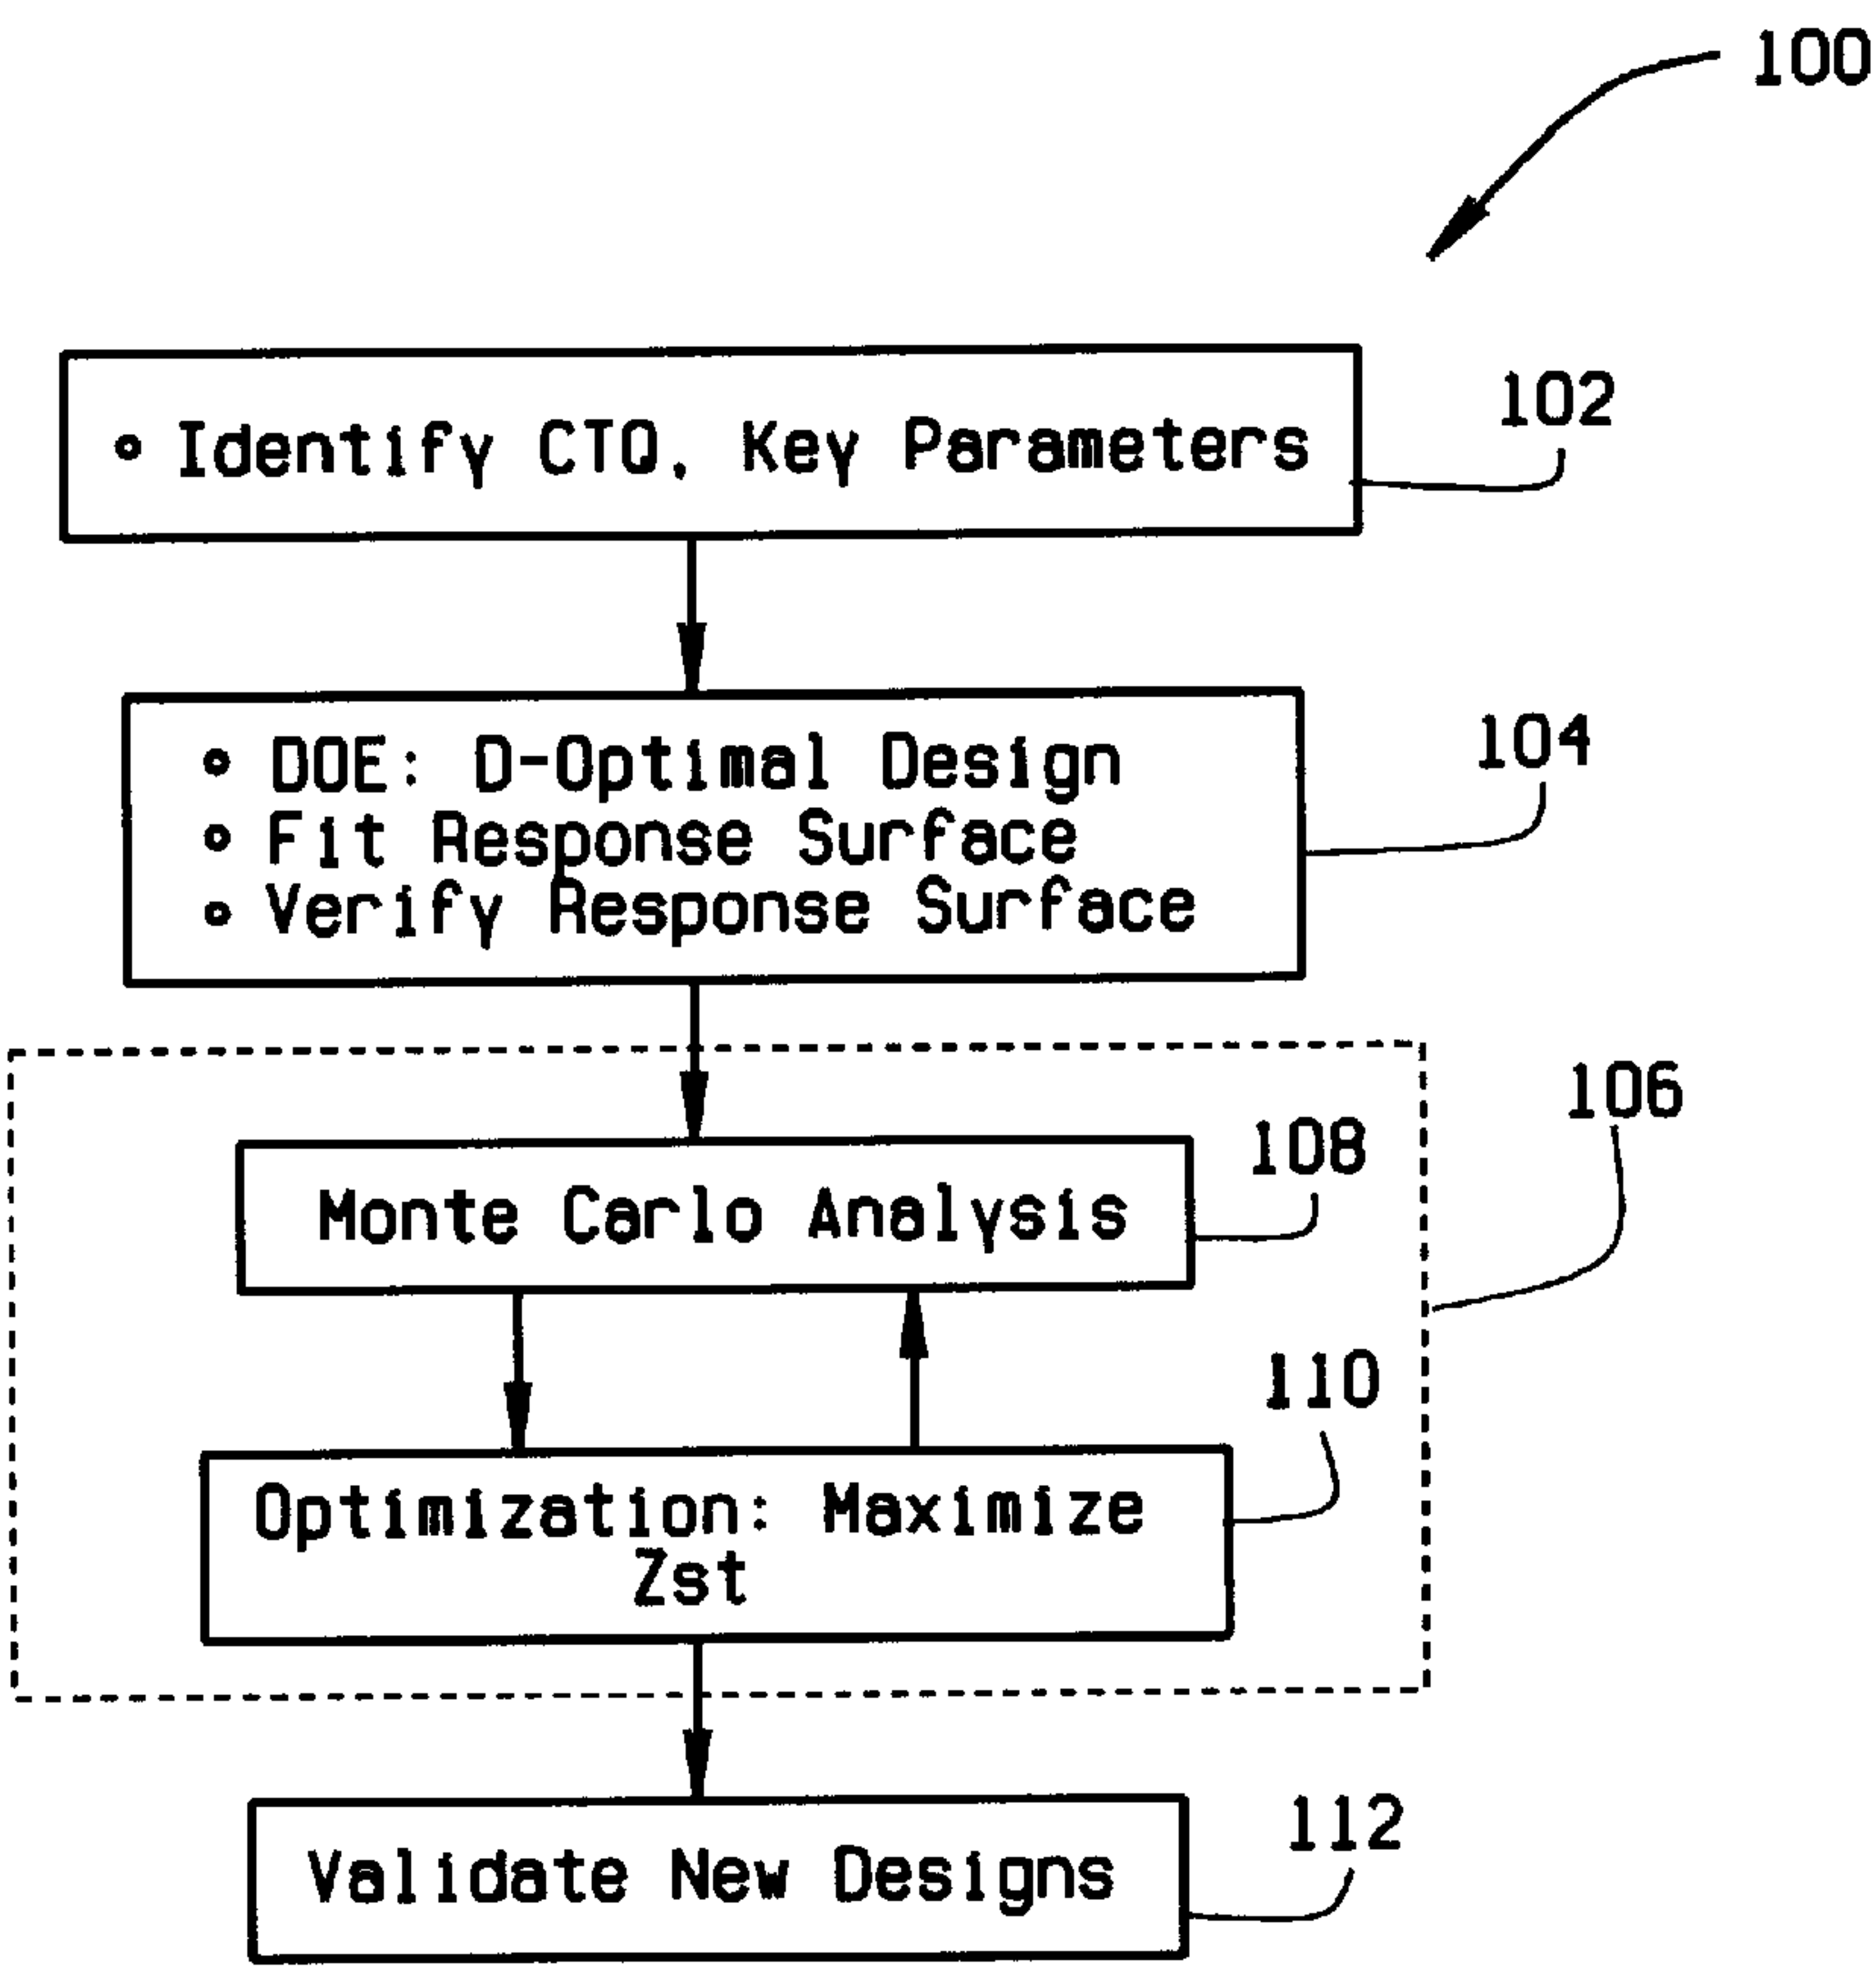 100
◦ Identify CTQ, Key Parameters
102
◦ DOE: D-Optimal Design
◦ Fit Response Surface
◦ Verify Response Surface
104
106
Monte Carlo Analysis
108
110
Optimization: Maximize
Zst
Validate New Designs
112